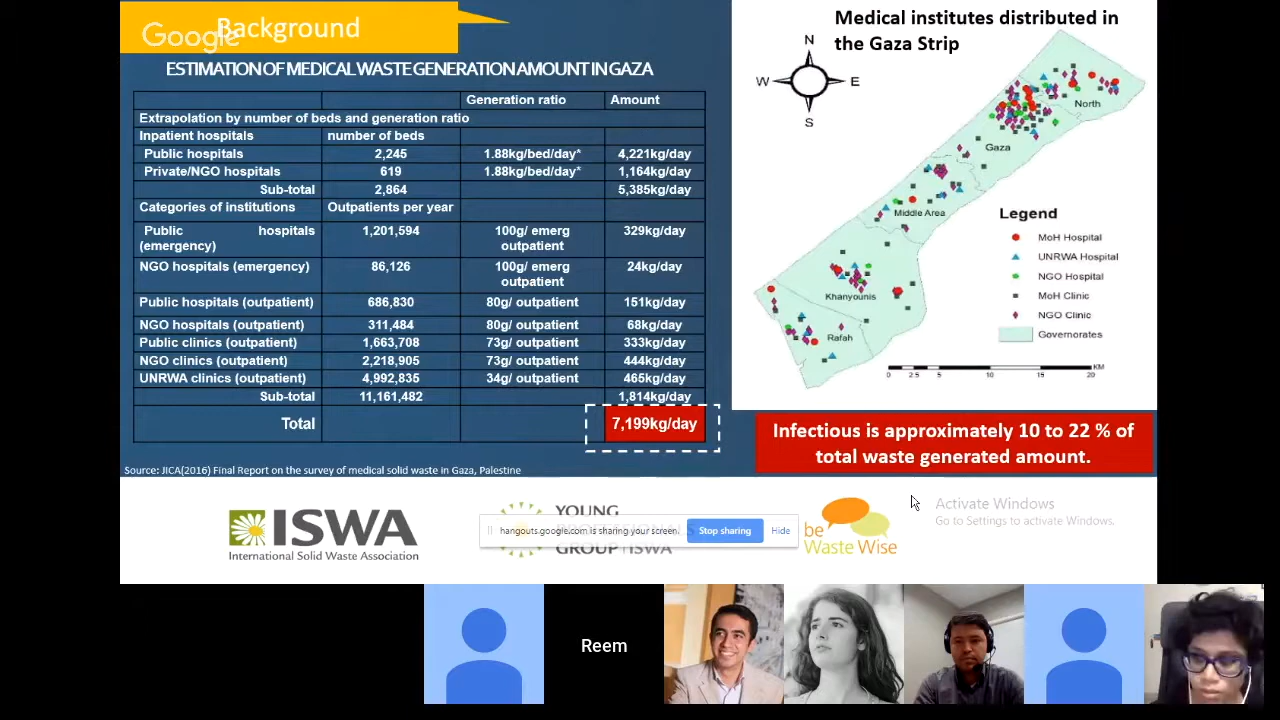 Google
Background
ESTIMATION OF MEDICAL WASTE GENERATION AMOUNT IN GAZA
Generation ratio Amount
Extrapolation by number of beds and generation ratio
Inpatient hospitals number of beds
Public hospitals 2,245 1.88kg/bed/day* 4,221kg/day
Private/NGO hospitals 619 1.88kg/bed/day* 1,164kg/day
Sub-total 2,864 5,385kg/day
Categories of institutions Outpatients per year
Public hospitals 1,201,594 100g/ emerg 329kg/day
(emergency) outpatient
NGO hospitals (emergency) 86,126 100g/ emerg 24kg/day
outpatient
Public hospitals (outpatient) 686,830 80g/ outpatient 151kg/day
NGO hospitals (outpatient) 311,484 80g/ outpatient 68kg/day
Public clinics (outpatient) 1,663,708 73g/ outpatient 333kg/day
NGO clinics (outpatient) 2,218,905 73g/ outpatient 444kg/day
UNRWA clinics (outpatient) 4,992,835 34g/ outpatient 465kg/day
Sub-total 11,161,482 1,814kg/day
Total 7,199kg/day
Source: JICA(2016) Final Report on the survey of medical solid waste in Gaza, Palestine
Medical institutes distributed in
the Gaza Strip
N
W E
S
North
Gaza
Middle Area
Khanyounis
Rafah
Legend
MoH Hospital
UNRWA Hospital
NGO Hospital
MoH Clinic
NGO Clinic
Governorates
KM
0 2.5 5 10 15 20
Infectious is approximately 10 to 22 % of
total waste generated amount.
ISWA
International Solid Waste Association
YOUNG
GROUP ISWA
hangouts.google.com is sharing your screen.
Stop sharing
Hide
be
Waste Wise
Activate Windows
Go to Settings to activate Windows.
Reem